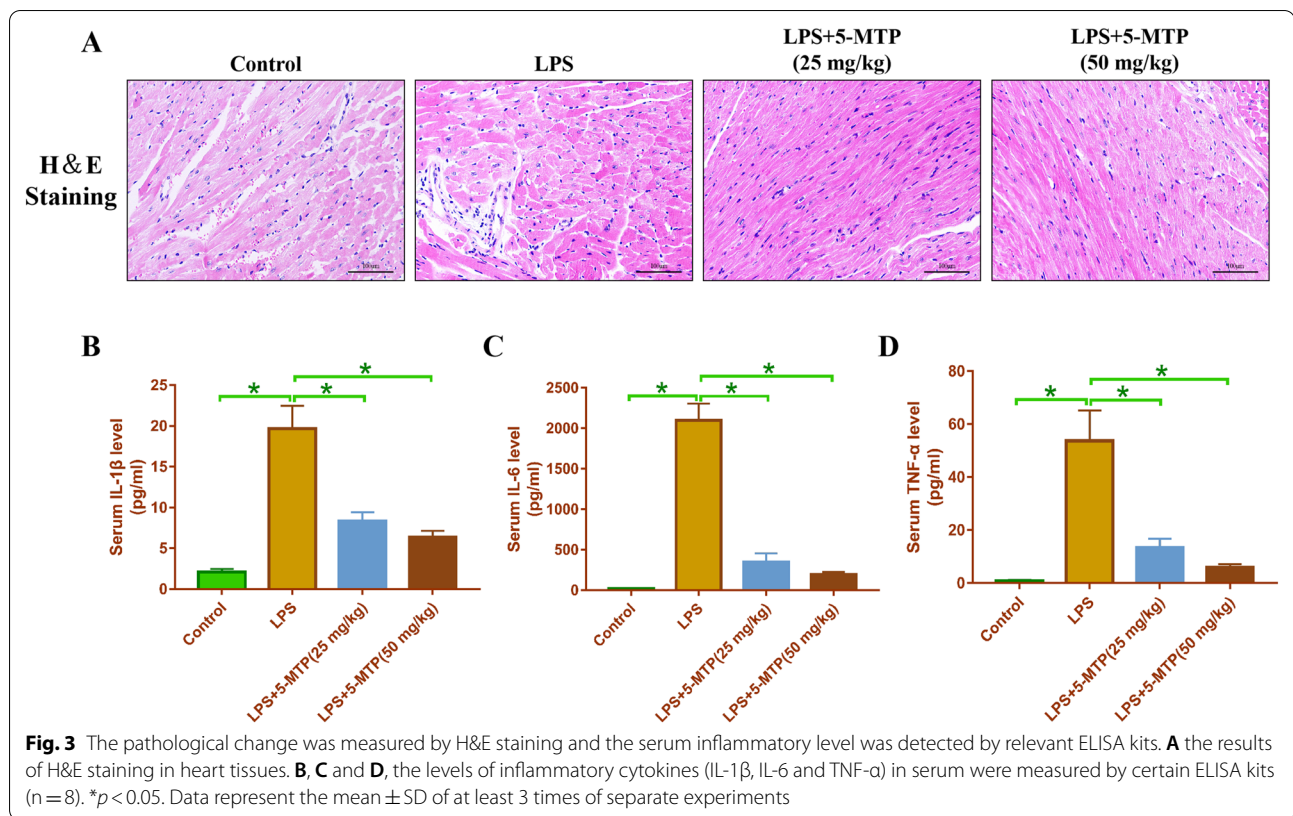 A
Control
LPS
LPS+5-MTP
(25 mg/kg)
LPS+5-MTP
(50 mg/kg)
H&E
Staining
100μm
100μm
100μm
100μm
B
Serum IL-1β level
(pg/ml)
25
20
15
10
5
0
* * *
Control
LPS
LPS+5-MTP(25 mg/kg)
LPS+5-MTP(50 mg/kg)
C
Serum IL-6 level
(pg/ml)
2500
2000
1500
1000
500
0
* * *
Control
LPS
LPS+5-MTP(25 mg/kg)
LPS+5-MTP(50 mg/kg)
D
Serum TNF-α level
(pg/ml)
80
60
40
20
0
* * *
Control
LPS
LPS+5-MTP(25 mg/kg)
LPS+5-MTP(50 mg/kg)
Fig. 3 The pathological change was measured by H&E staining and the serum inflammatory level was detected by relevant ELISA kits. A the results
of H&E staining in heart tissues. B, C and D, the levels of inflammatory cytokines (IL-1β, IL-6 and TNF-α) in serum were measured by certain ELISA kits
(n=8). *p<0.05. Data represent the mean±SD of at least 3 times of separate experiments